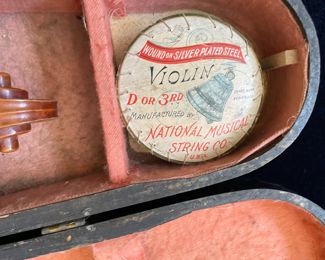 WOUND ON SILVER PLATED STEEL
VIOLIN
D OR 3RD
MANUFACTURED BY
NATIONAL MUSICAL
STRING CO.
U.S.A.